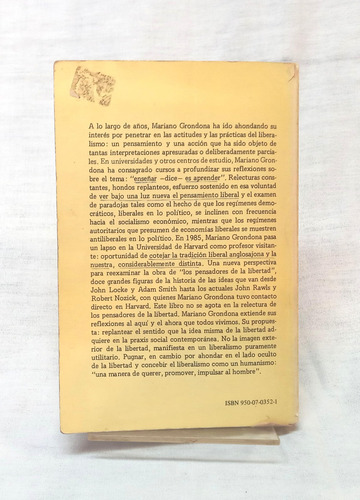 A lo largo de años, Mariano Grondona ha ido ahondando su
interés por penetrar en las actitudes y las prácticas del libera-
lismo: un pensamiento y una acción que ha sido objeto de
tantas interpretaciones apresuradas o deliberadamente parcia-
les. En universidades y otros centros de estudio, Mariano Gron-
dona ha consagrado cursos a profundizar sus reflexiones so-
bre el tema: "enseñar —dice— es aprender". Relecturas cons-
tantes, hondos replanteos, esfuerzo sostenido en esa voluntad
de ver bajo una luz nueva el pensamiento liberal y el examen
de paradojas tales como el hecho de que los regímenes demo-
cráticos, liberales en lo político, se inclinen con frecuencia
hacia el socialismo económico, mientras que los regímenes
autoritarios que presumen de economías liberales se muestren
antiliberales en lo político. En 1985, Mariano Grondona pasa
un lapso en la Universidad de Harvard como profesor visitan-
te: oportunidad de cotejar la tradición liberal anglosajona y la
nuestra, considerablemente distinta. Una nueva perspectiva
para reexaminar la obra de "los pensadores de la libertad",
doce grandes figuras de la historia de las ideas que van desde
John Locke y Adam Smith hasta los actuales John Rawls y
Robert Nozick, con quienes Mariano Grondona tuvo contacto
directo en Harvard. Este libro no se agota en la relectura de
los pensadores de la libertad. Mariano Grondona extiende sus
reflexiones al aquí y el ahora que todos vivimos. Su propues-
ta: replantear el sentido que la idea misma de la libertad ad-
quiere en la praxis social contemporánea. No la imagen exte-
rior de la libertad, manifiesta en un liberalismo puramente
utilitario. Pugnar, en cambio por ahondar en el lado oculto
de la libertad y concebir el liberalismo como un humanismo:
"una manera de querer, promover, impulsar al hombre".
ISBN 950-07-0352-1